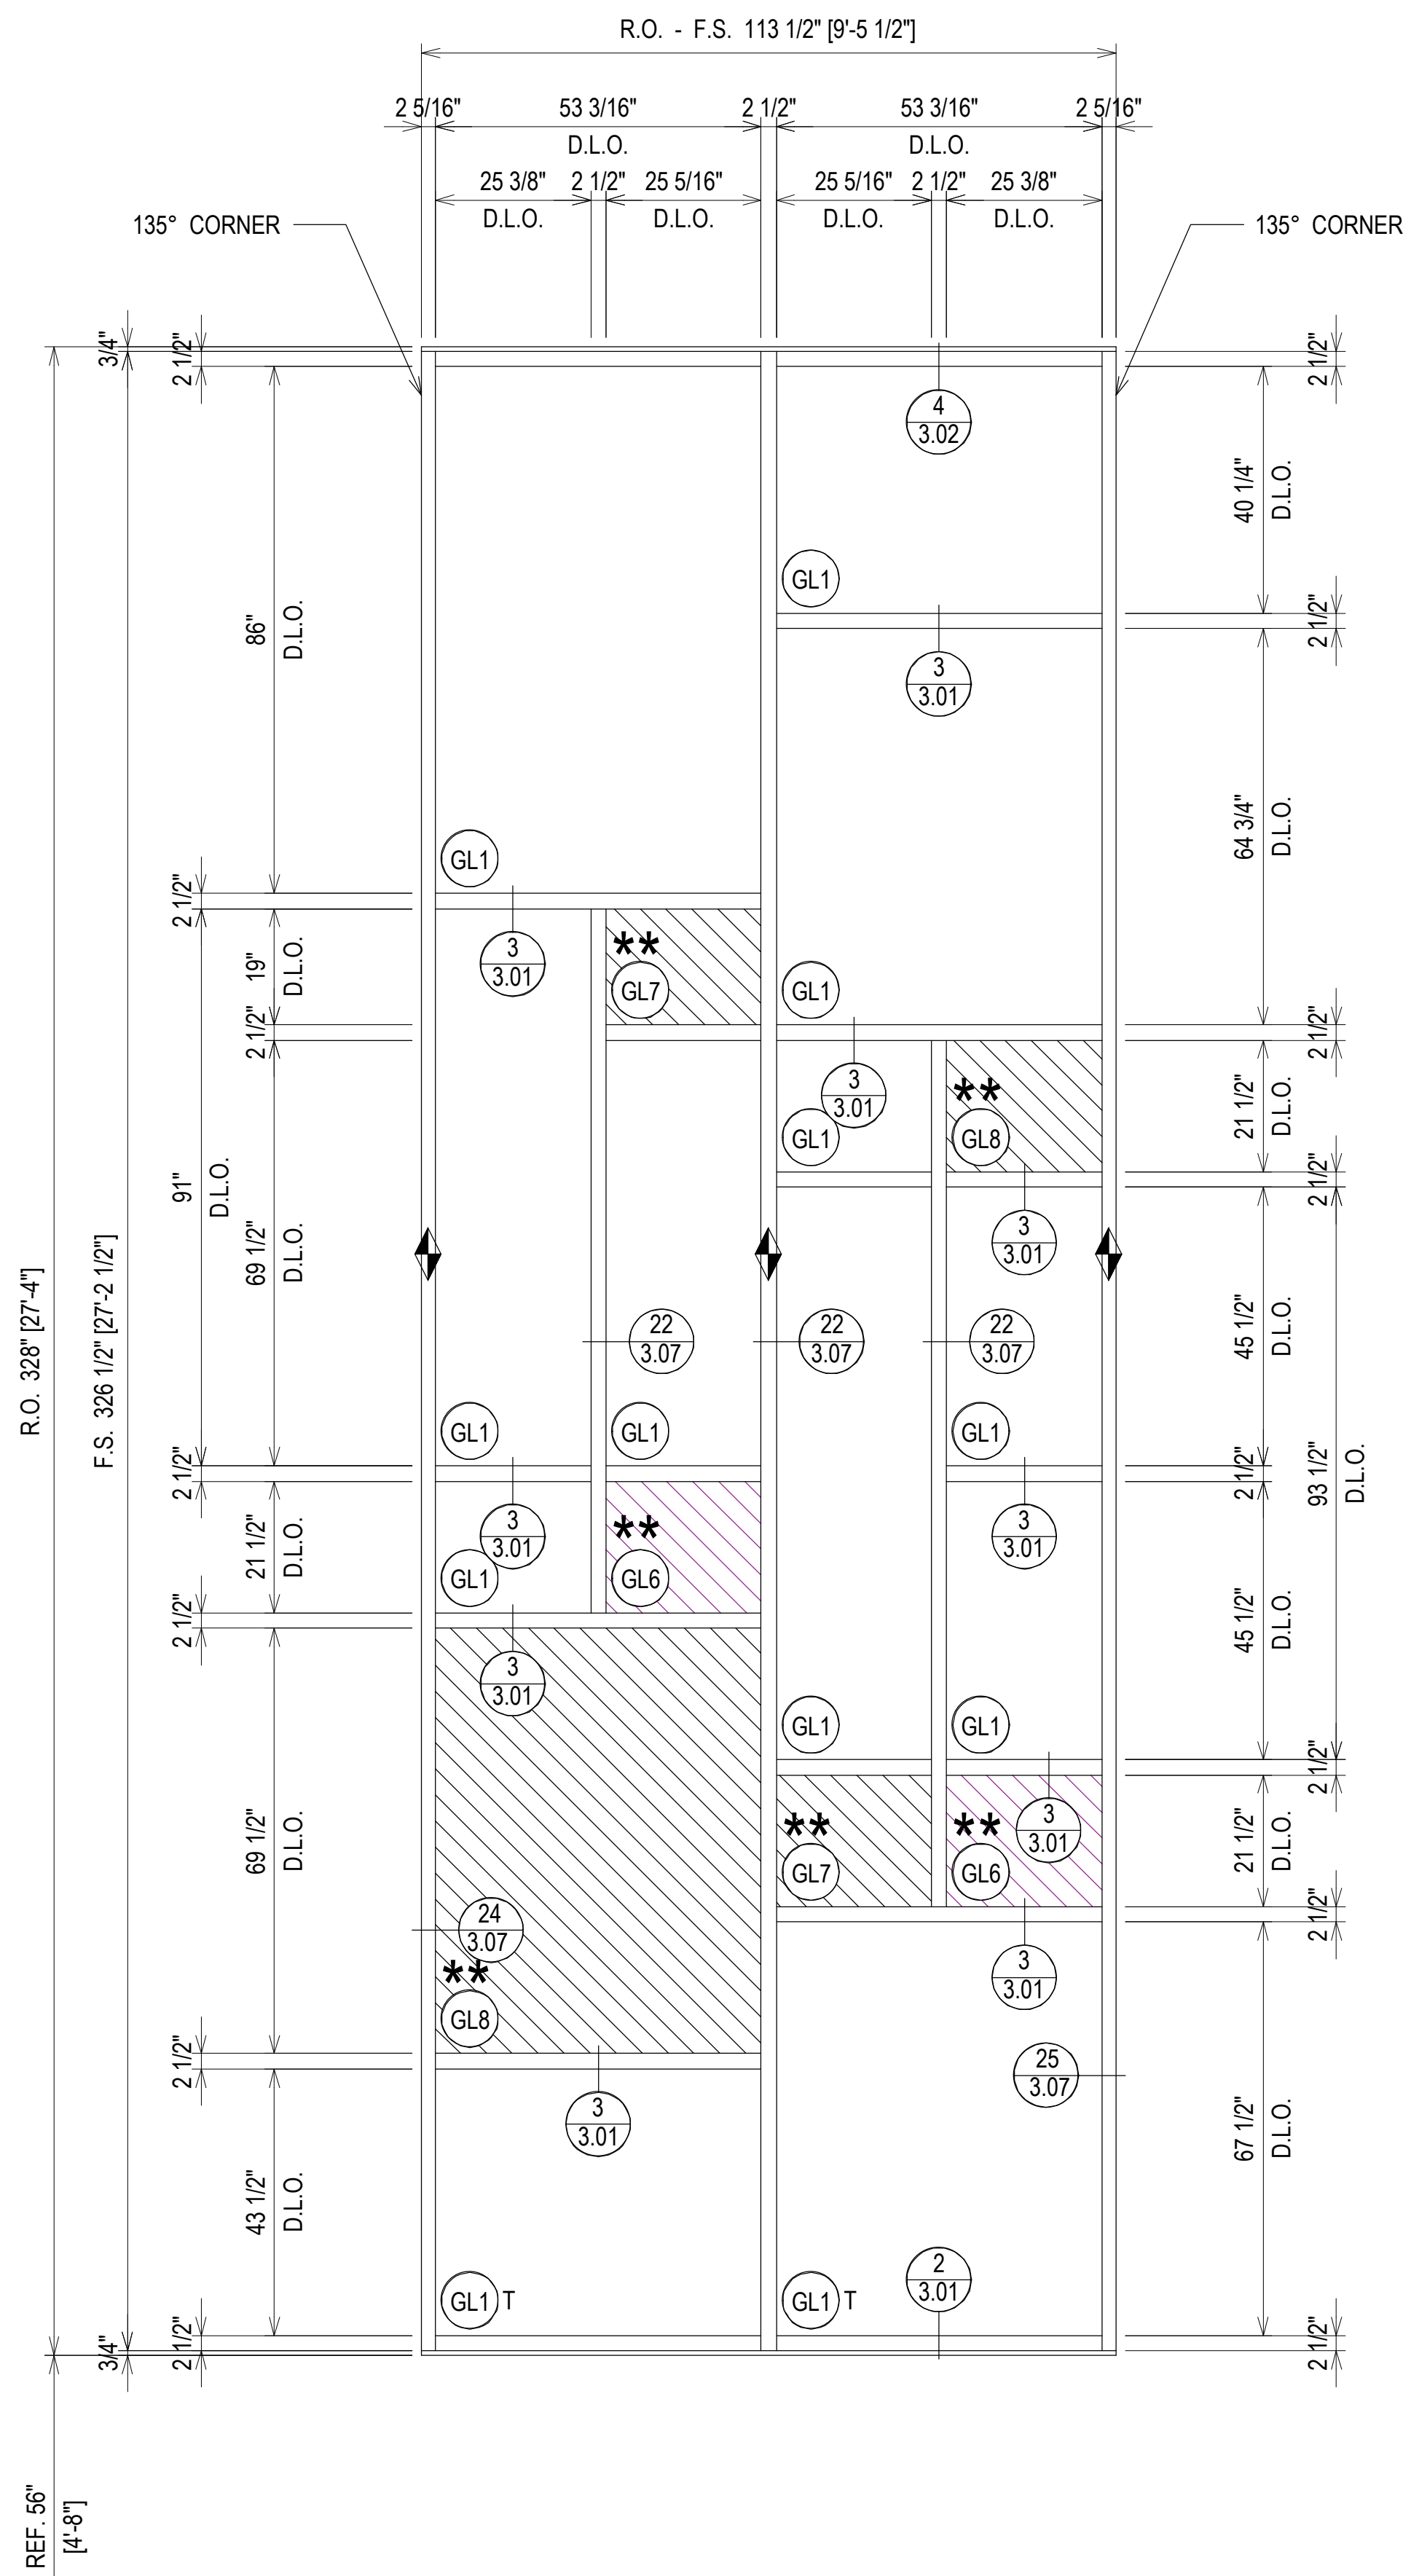 R.O. - F.S. 113 1/2" [9'-5 1/2"]
2 5/16" 53 3/16" 2 1/2" 53 3/16" 2 5/16"
D.L.O. D.L.O.
25 3/8" 2 1/2" 25 5/16" 25 5/16" 2 1/2" 25 3/8"
D.L.O. D.L.O. D.L.O. D.L.O.
135° CORNER
135° CORNER
3/4"
2 1/2"
2 1/2"
4
3.02
40 1/4"
D.L.O.
GL1
2 1/2"
86"
D.L.O.
3
3.01
64 3/4"
D.L.O.
GL1
2 1/2"
3
3.01
19"
D.L.O.
**
GL7
GL1
2 1/2"
2 1/2"
3
3.01
GL1
**
GL8
21 1/2"
D.L.O.
91"
D.L.O.
2 1/2"
3
3.01
69 1/2"
D.L.O.
R.O. 328" [27'-4"]
F.S. 326 1/2" [27'-2 1/2"]
22
3.07
22
3.07
22
3.07
45 1/2"
D.L.O.
GL1
GL1
GL1
2 1/2"
2 1/2"
93 1/2"
D.L.O.
21 1/2"
D.L.O.
3
3.01
GL1
**
GL6
3
3.01
2 1/2"
45 1/2"
D.L.O.
3
3.01
GL1
GL1
2 1/2"
69 1/2"
D.L.O.
**
GL7
**
GL6
3
3.01
21 1/2"
D.L.O.
2 1/2"
24
3.07
**
GL8
3
3.01
2 1/2"
25
3.07
3
3.01
67 1/2"
D.L.O.
43 1/2"
D.L.O.
2
3.01
GL1 T
GL1 T
3/4"
2 1/2"
2 1/2"
REF. 56"
[4'-8"]